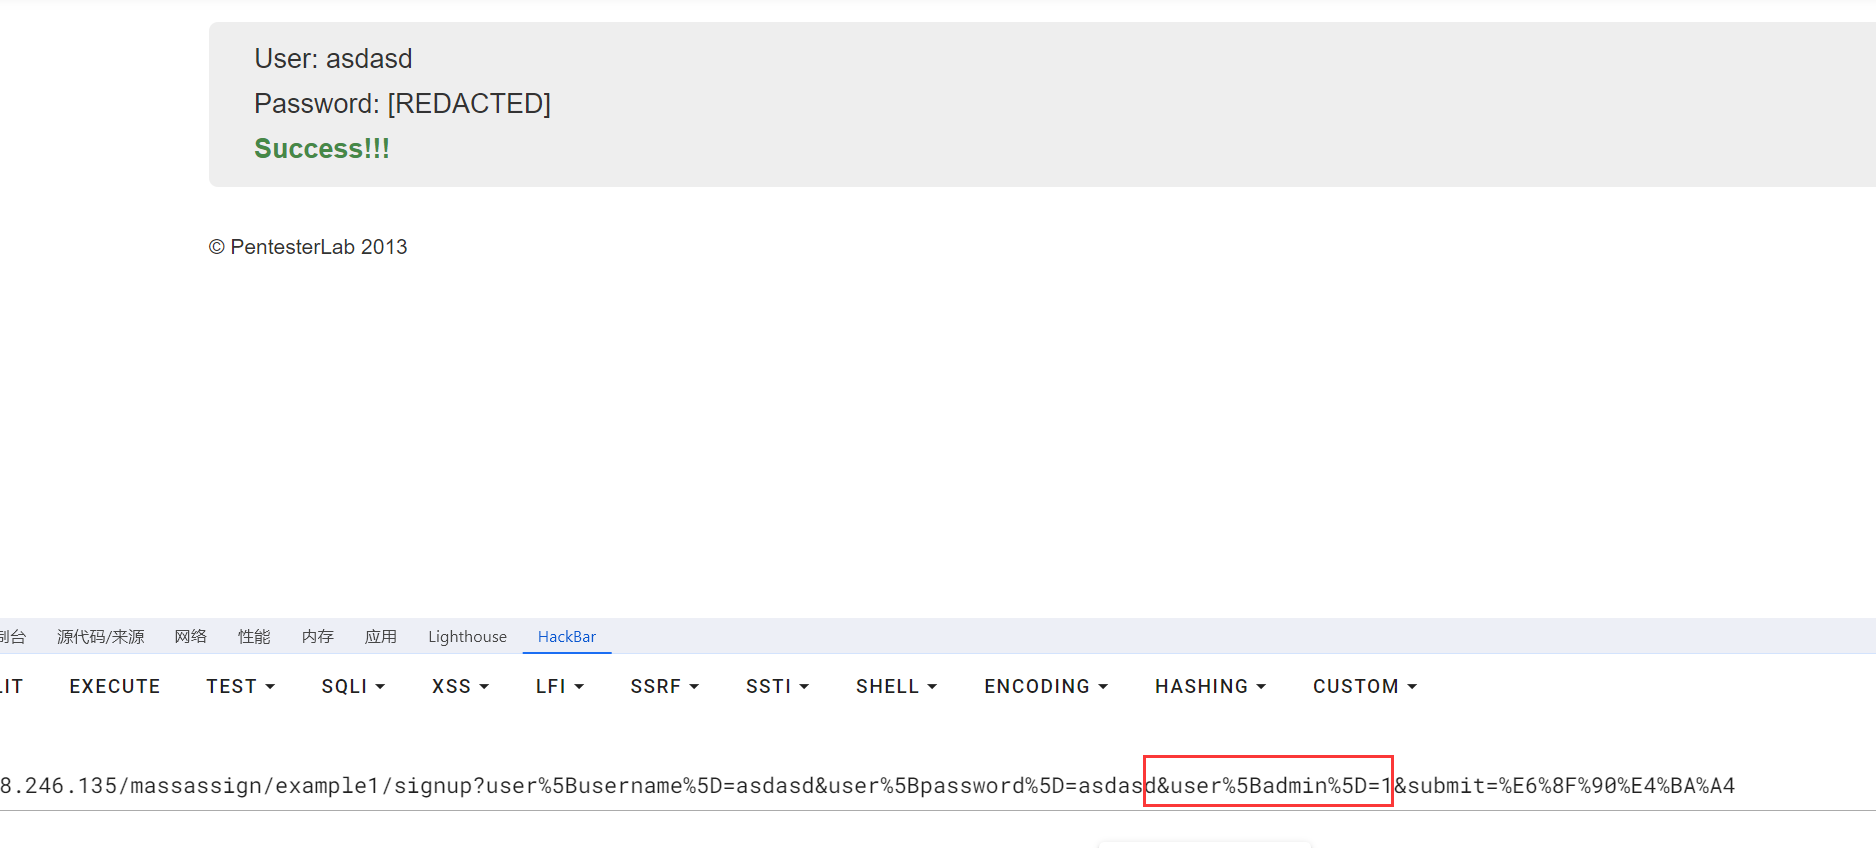 User: asdasd
Password: [REDACTED]
Success!!!
© PentesterLab 2013
制台 源代码/来源 网络 性能 内存 应用 Lighthouse HackBar
LIT EXECUTE TEST SQLI XSS LFI SSRF SSTI SHELL ENCODING HASHING CUSTOM
8.246.135/massassign/example1/signup?user%5Busername%5D=asdasd&user%5Bpassword%5D=asdasd&user%5Badmin%5D=1&submit=%E6%8F%90%E4%BA%A4